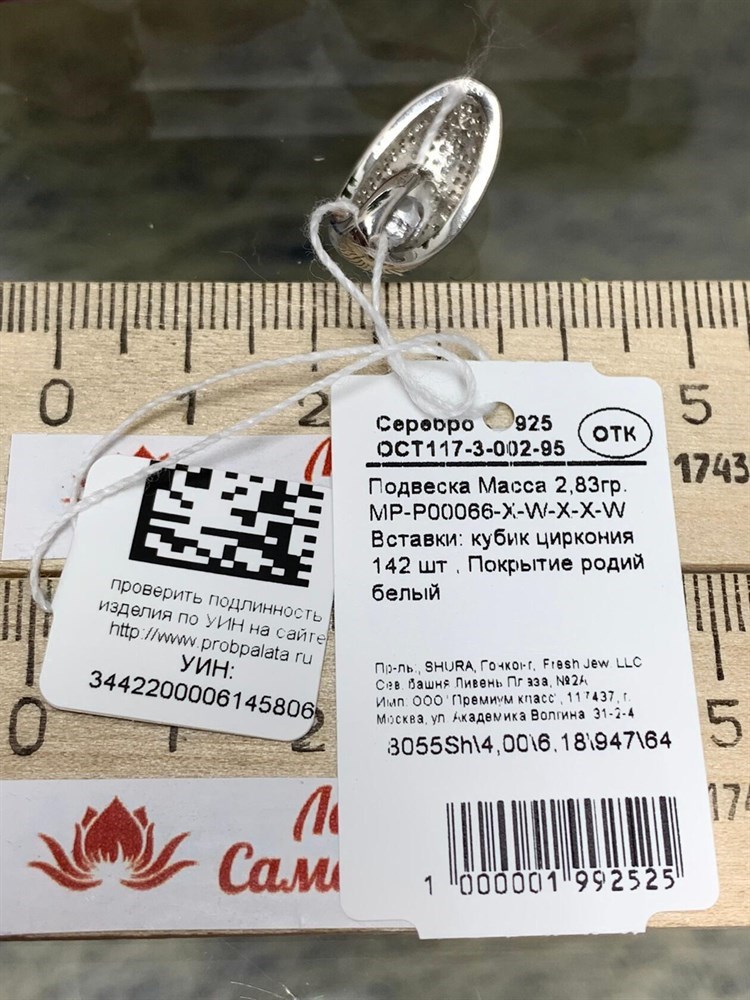 0 1 2 5
Серебро 925
ОСТ117-3-002-95
ОТК
1743
Подвеска Масса 2,83гр.
MP-P00066-X-W-X-X-W
Вставки: кубик циркония
142 шт , Покрытие родий
белый
проверить подлинность
изделия по УИН на сайте
http://www.probpalata.ru
УИН:
3442200006145806
Пр-ль:, SHURA, Гонконг, Fresh Jew. LLC
Сев. башня Ливень Плаза, №2А
Имп: ООО "Премиум класс", 117437, г.
Москва, ул. Академика Волгина 31-2-4
8055Sh\4,00\6,18\947\64
0 1 2 5
174
Сам
1 000001 992525